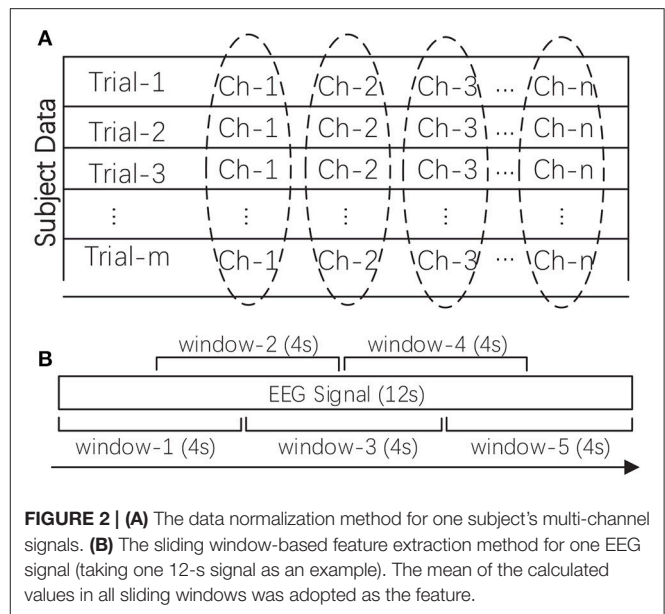 A
Subject Data
Trial-1 Ch-1 Ch-2 Ch-3 ... Ch-n
Trial-2 Ch-1 Ch-2 Ch-3 ... Ch-n
Trial-3 Ch-1 Ch-2 Ch-3 ... Ch-n
⋮ ⋮ ⋮ ⋮ ⋮
Trial-m Ch-1 Ch-2 Ch-3 ... Ch-n
B
window-2 (4s) window-4 (4s)
EEG Signal (12s)
window-1 (4s) window-3 (4s) window-5 (4s)
FIGURE 2 | (A) The data normalization method for one subject's multi-channel
signals. (B) The sliding window-based feature extraction method for one EEG
signal (taking one 12-s signal as an example). The mean of the calculated
values in all sliding windows was adopted as the feature.